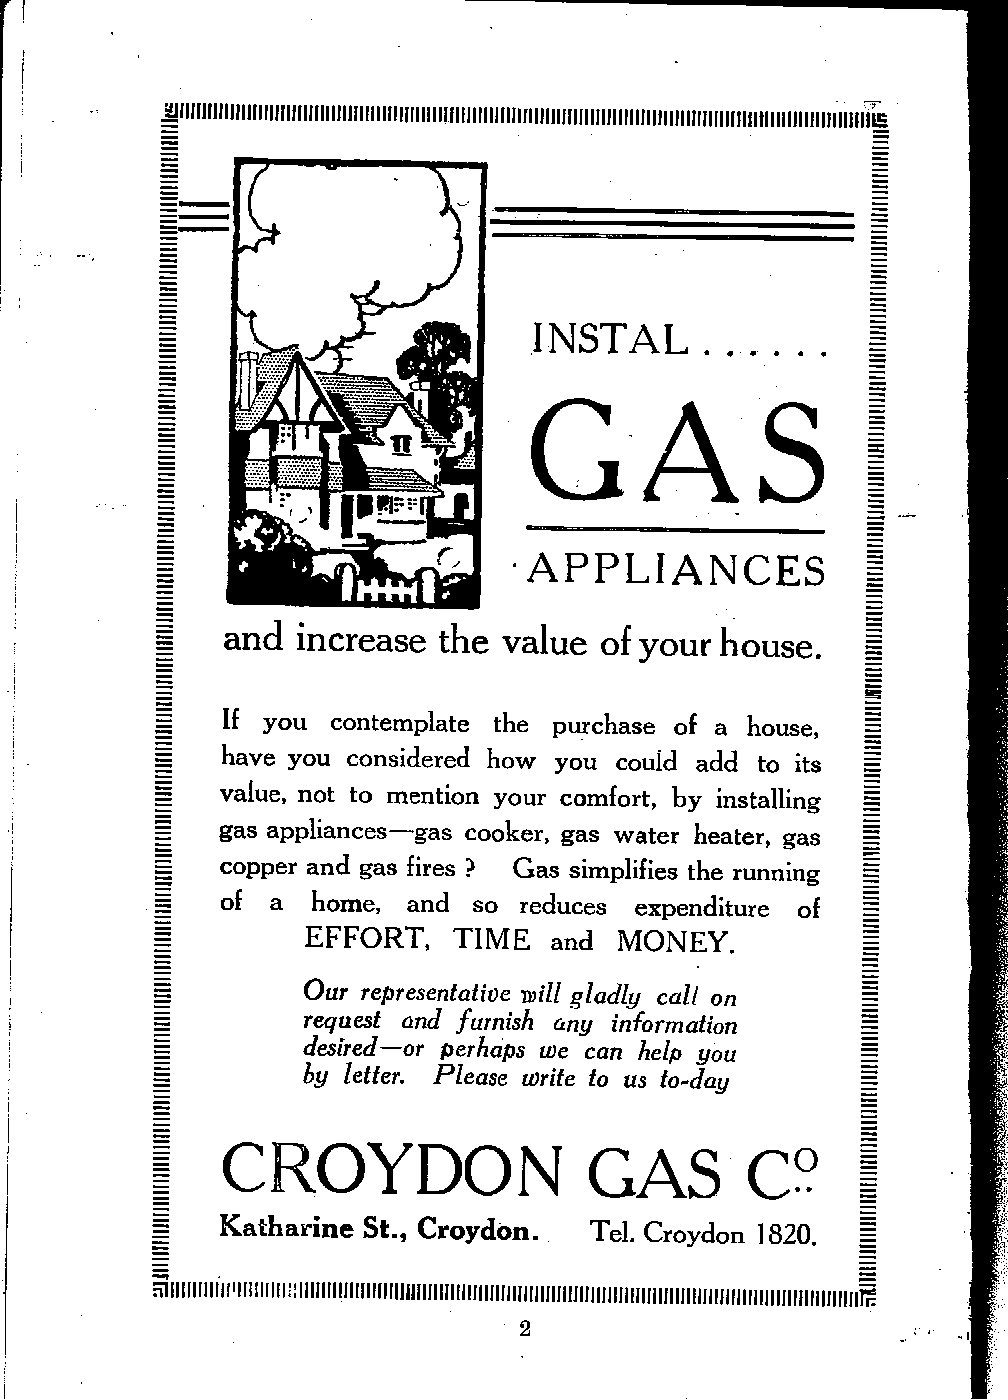 INSTAL......
GAS
APPLIANCES
and increase the value of your house.
If you contemplate the purchase of a house,
have you considered how you could add to its
value, not to mention your comfort, by installing
gas appliances—gas cooker, gas water heater, gas
copper and gas fires ? Gas simplifies the running
of a home, and so reduces expenditure of
EFFORT, TIME and MONEY.
Our representative will gladly call on
request and furnish any information
desired—or perhaps we can help you
by letter. Please write to us to-day
CROYDON GAS Co.
Katharine St., Croydon. Tel. Croydon 1820.
2